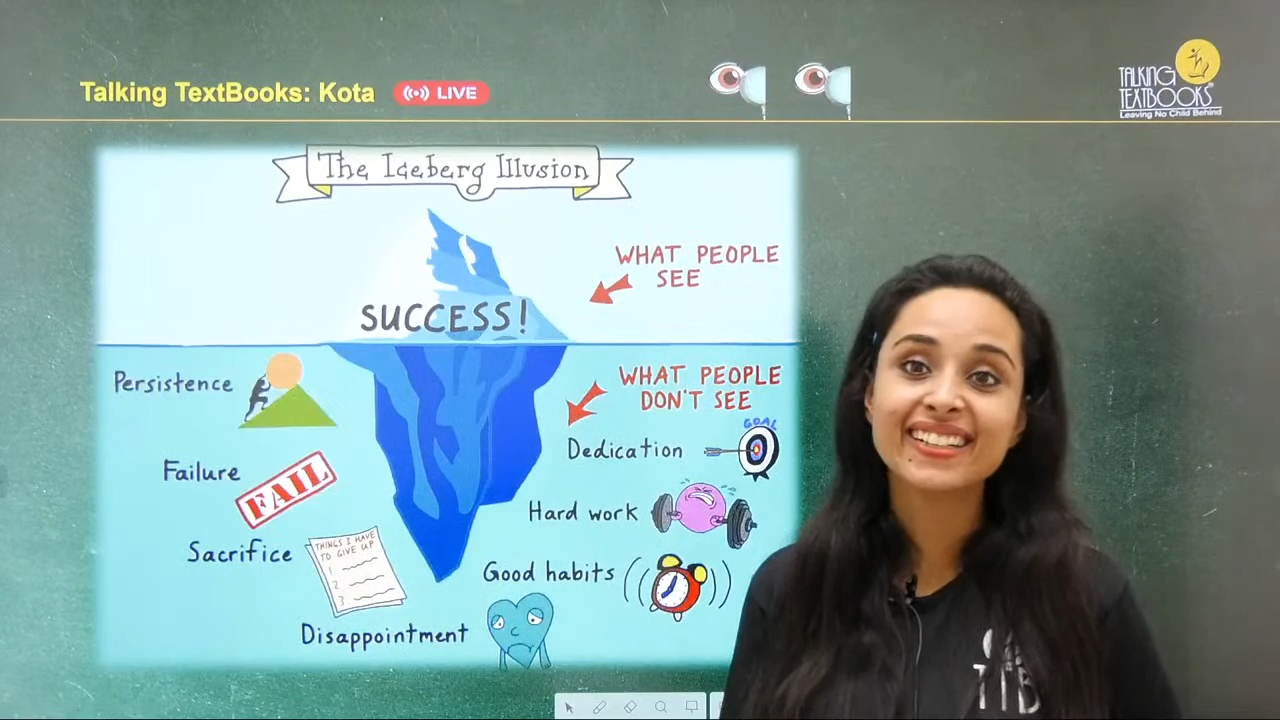 Talking TextBooks: Kota
LIVE
TALKING
TEXTBOOKS
Leaving No Child Behind
The Iceberg Illusion
WHAT PEOPLE
SEE
SUCCESS!
Persistence
WHAT PEOPLE
DON'T SEE
GOAL
Dedication
Failure
FAIL
Hard work
Sacrifice
THINGS I HAVE
TO GIVE UP
1
2
3
Good habits
Disappointment
TTB